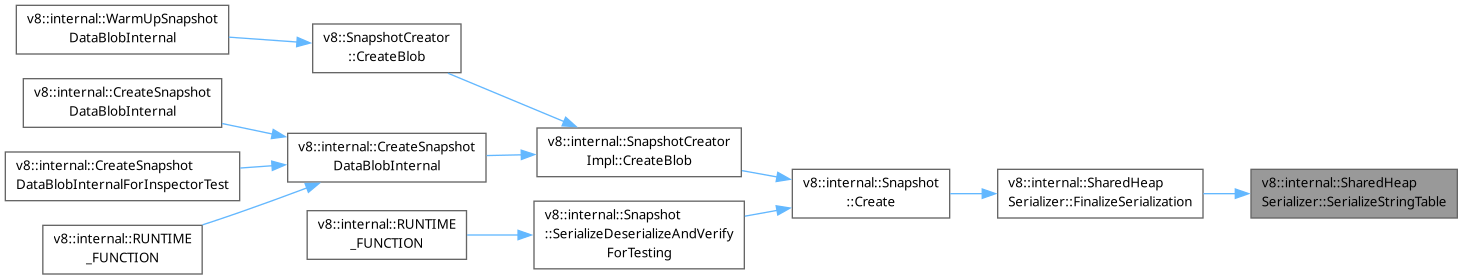 v8::internal::WarmUpSnapshot
DataBlobInternal
v8::SnapshotCreator
::CreateBlob
v8::internal::CreateSnapshot
DataBlobInternal
v8::internal::CreateSnapshot
DataBlobInternalForInspectorTest
v8::internal::RUNTIME
_FUNCTION
v8::internal::CreateSnapshot
DataBlobInternal
v8::internal::RUNTIME
_FUNCTION
v8::internal::SnapshotCreator
Impl::CreateBlob
v8::internal::Snapshot
::SerializeDeserializeAndVerify
ForTesting
v8::internal::Snapshot
::Create
v8::internal::SharedHeap
Serializer::FinalizeSerialization
v8::internal::SharedHeap
Serializer::SerializeStringTable